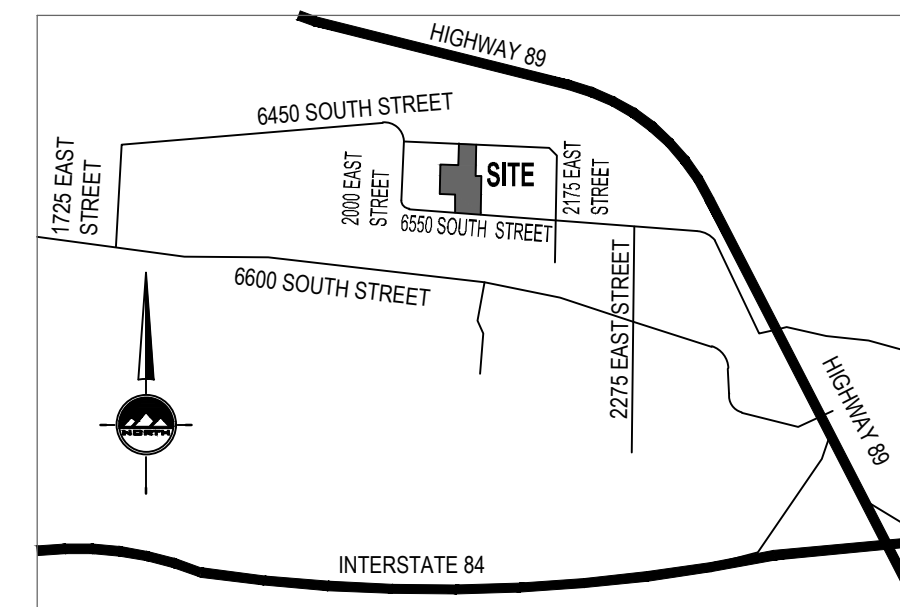 HIGHWAY 89
6450 SOUTH STREET
1725 EAST
STREET
2000 EAST
STREET
SITE
2175 EAST
STREET
6550 SOUTH STREET
6600 SOUTH STREET
2275 EAST STREET
HIGHWAY 89
NORTH
INTERSTATE 84